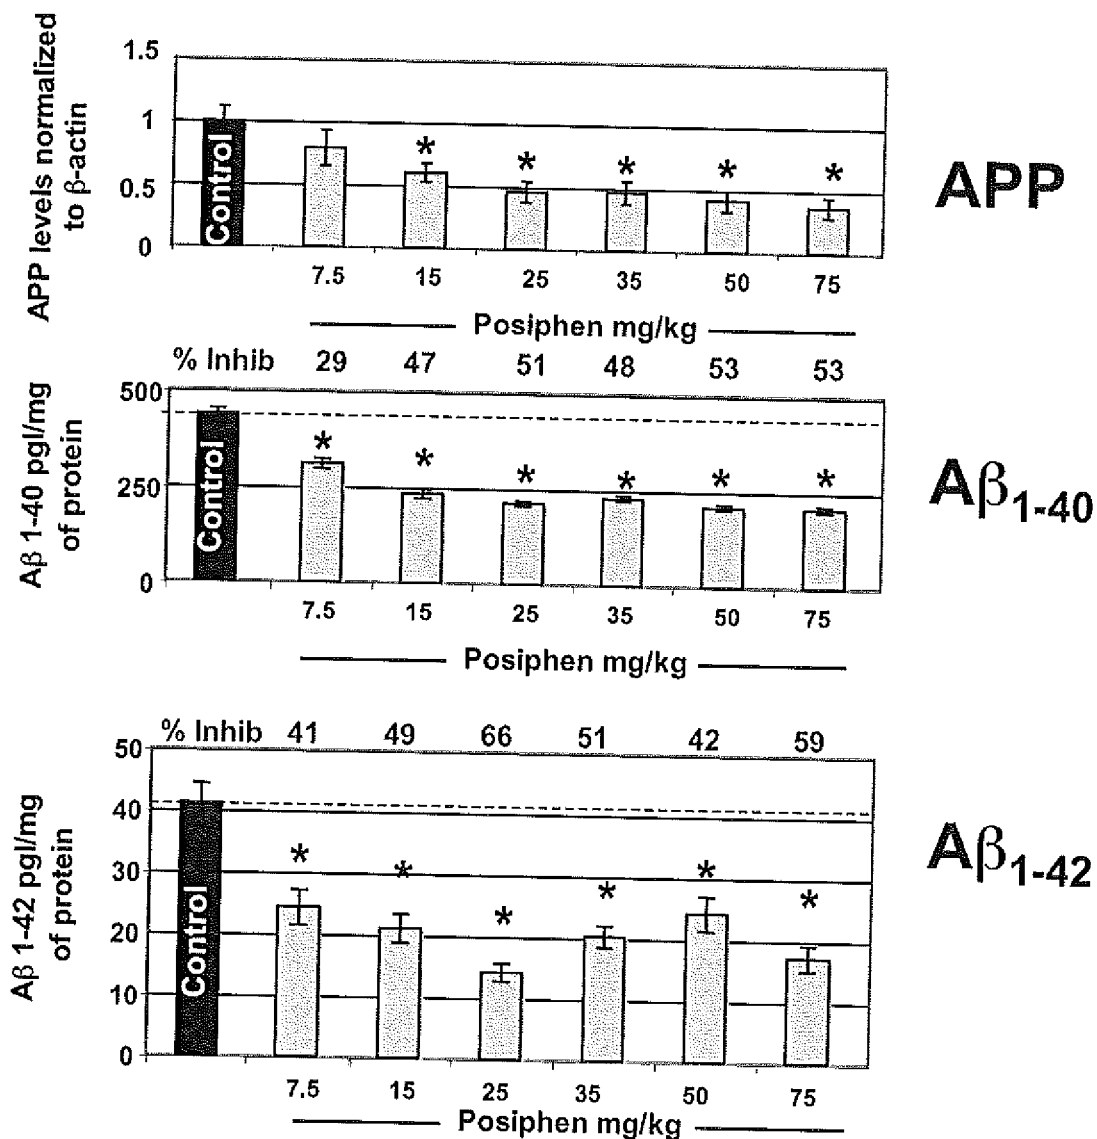 APP levels normalized
to β-actin
1.5
1
0.5
0
Control
*
*
*
*
*
7.5 15 25 35 50 75
Posiphen mg/kg
APP
% Inhib 29 47 51 48 53 53
Aβ 1-40 pgl/mg
of protein
500
250
0
Control
*
*
*
*
*
*
7.5 15 25 35 50 75
Posiphen mg/kg
Aβ1-40
% Inhib 41 49 66 51 42 59
Aβ 1-42 pgl/mg
of protein
50
40
30
20
10
0
Control
*
*
*
*
*
*
7.5 15 25 35 50 75
Posiphen mg/kg
Aβ1-42